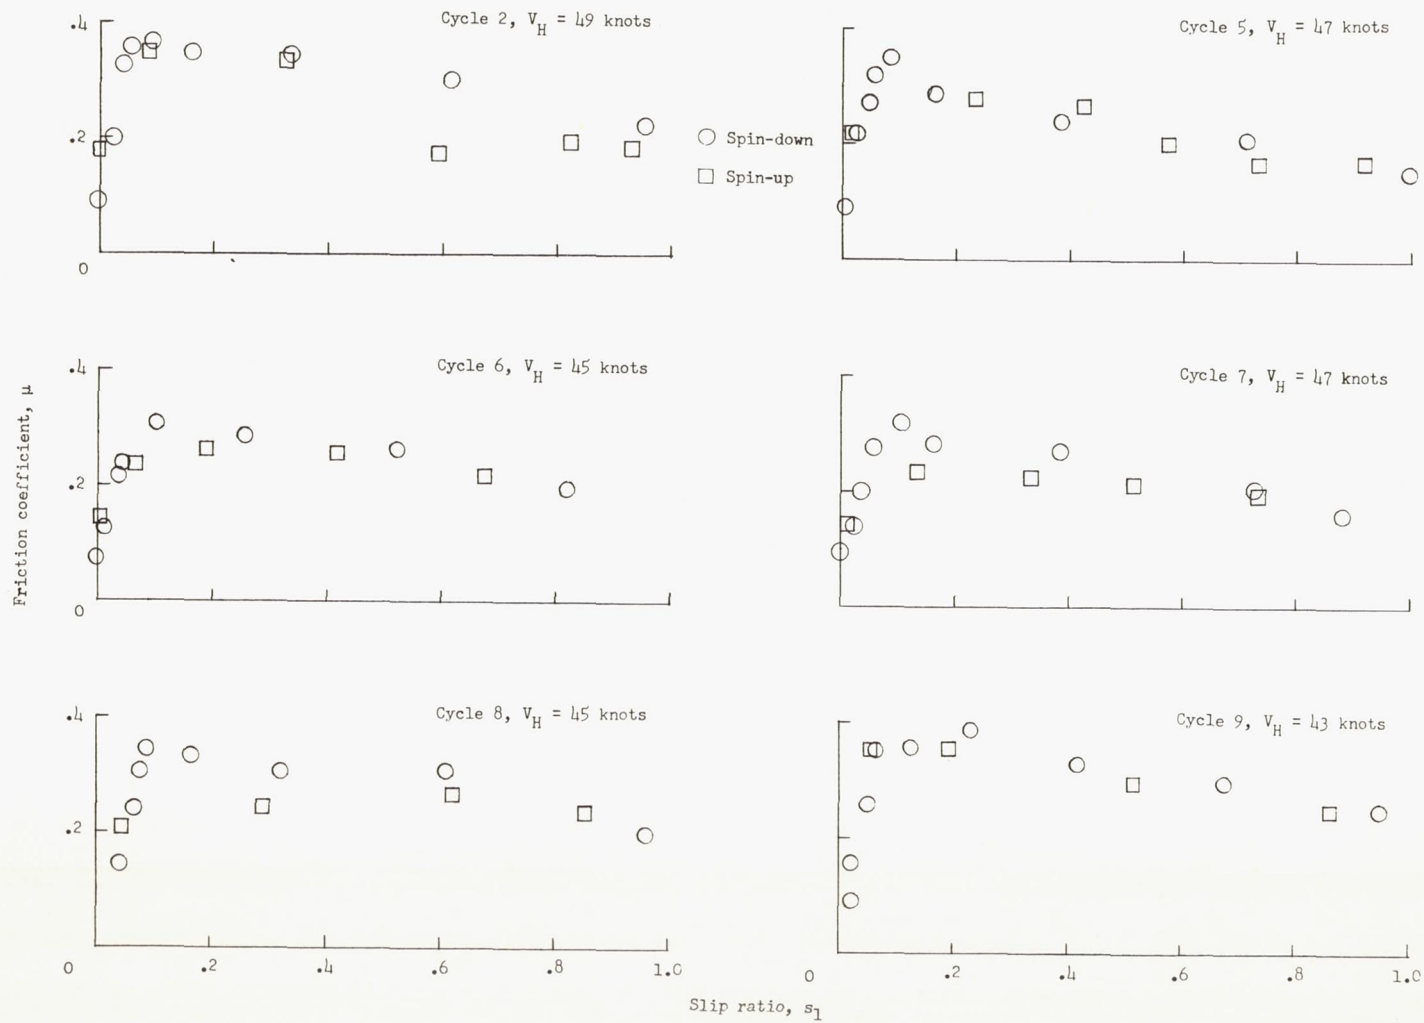 Cycle 2, V_H = 49 knots
Cycle 5, V_H = 47 knots
.4
.2
0
○ Spin-down
□ Spin-up
Cycle 6, V_H = 45 knots
Cycle 7, V_H = 47 knots
.4
.2
0
Friction coefficient, μ
Cycle 8, V_H = 45 knots
Cycle 9, V_H = 43 knots
.4
.2
0 .2 .4 .6 .8 1.0
0 .2 .4 .6 .8 1.0
Slip ratio, s_1